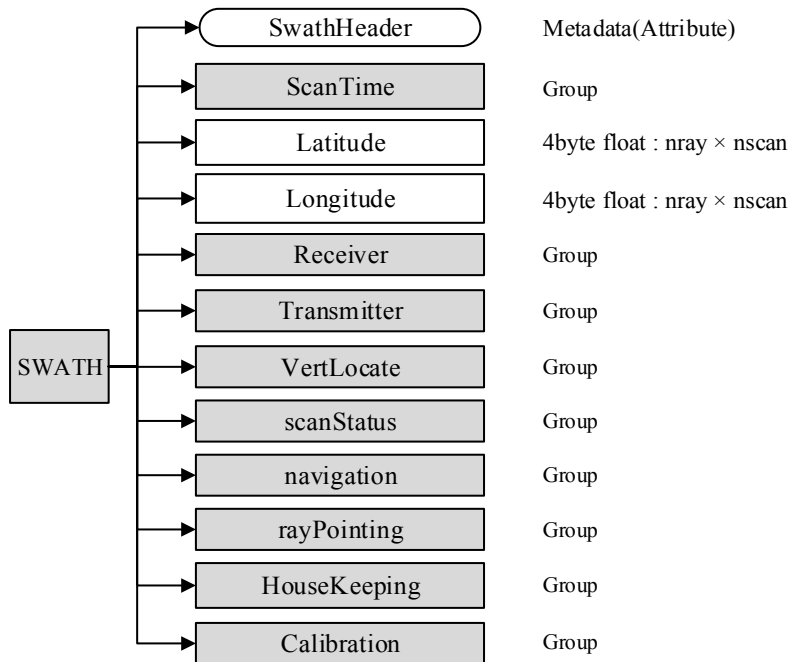 SwathHeader Metadata(Attribute)
ScanTime Group
Latitude 4byte float : nray × nscan
Longitude 4byte float : nray × nscan
Receiver Group
Transmitter Group
SWATH
VertLocate Group
scanStatus Group
navigation Group
rayPointing Group
HouseKeeping Group
Calibration Group